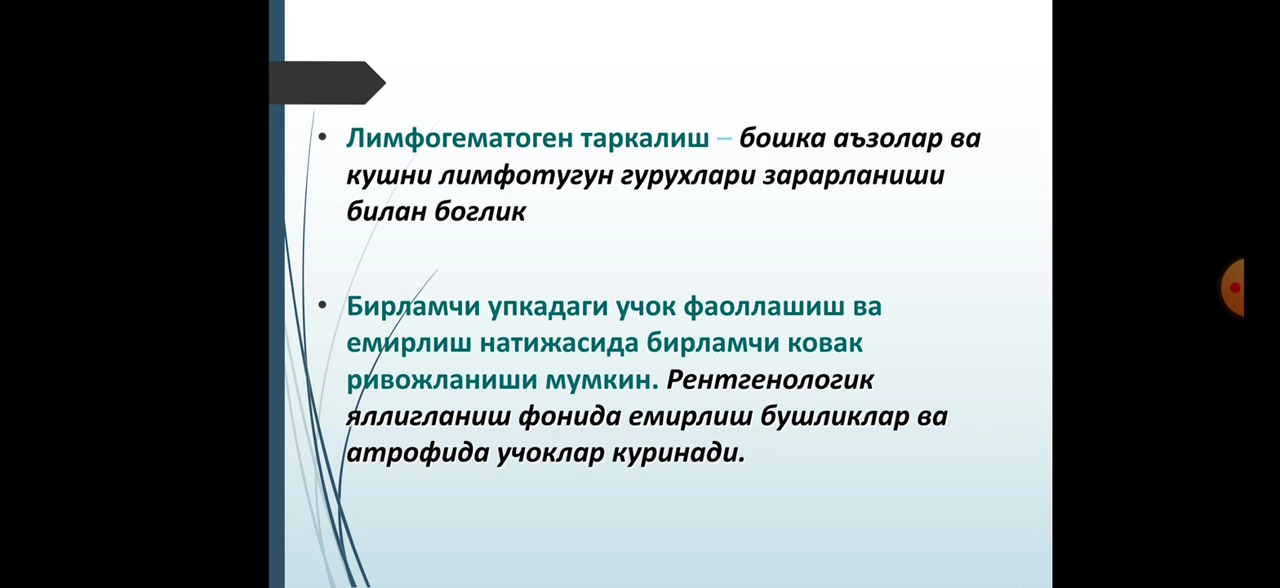 • Лимфогематоген таркалиш – бошка аъзолар ва
кушни лимфотугун гурухлари зарарланиши
билан боглик
• Бирламчи упкадаги учок фаоллашиш ва
емирлиш натижасида бирламчи ковак
ривожланиши мумкин. Рентгенологик
яллигланиш фонида емирлиш бушликлар ва
атрофида учоклар куринади.